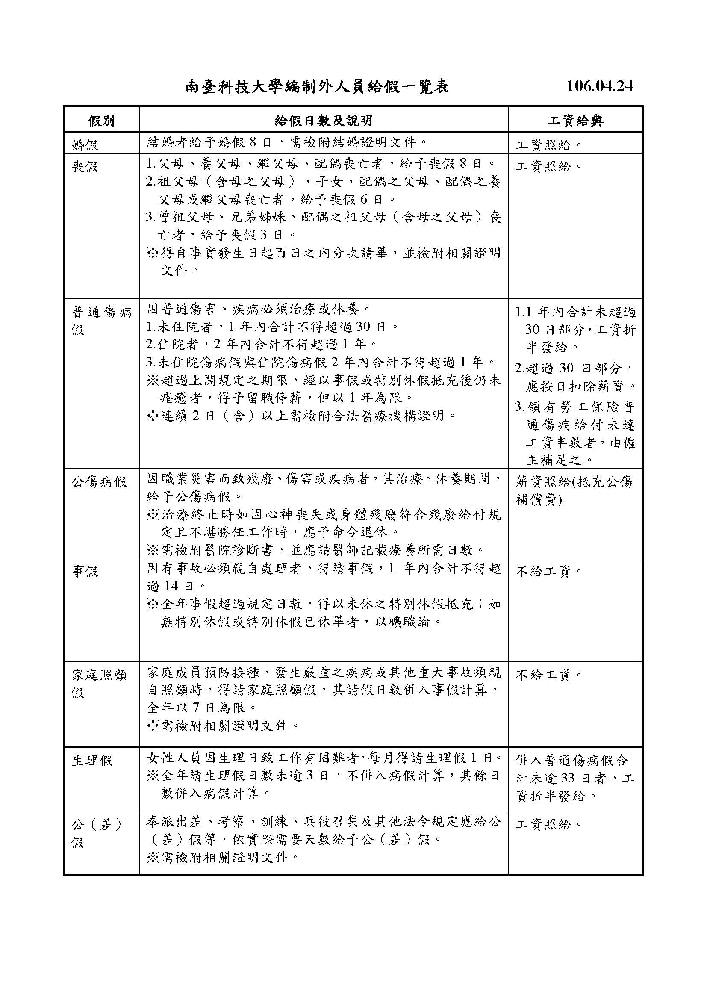 南臺科技大學編制外人員給假一覽表 106.04.24
假別 給假日數及說明 工資給與
婚假 結婚者給予婚假 8 日，需檢附結婚證明文件。 工資照給。
喪假
1.父母、養父母、繼父母、配偶喪亡者，給予喪假 8 日。
2.祖父母（含母之父母）、子女、配偶之父母、配偶之養
父母或繼父母喪亡者，給予喪假 6 日。
3.曾祖父母、兄弟姊妹、配偶之祖父母（含母之父母）喪
亡者，給予喪假 3 日。
※得自事實發生日起百日之內分次請畢，並檢附相關證明
文件。
工資照給。
普通傷病
假
因普通傷害、疾病必須治療或休養。
1.未住院者，1 年內合計不得超過 30 日。
2.住院者，2 年內合計不得超過 1 年。
3.未住院傷病假與住院傷病假 2 年內合計不得超過 1 年。
※超過上開規定之期限，經以事假或特別休假抵充後仍未
痊癒者，得予留職停薪，但以 1 年為限。
※連續 2 日（含）以上需檢附合法醫療機構證明。
1.1 年內合計未超過
30 日部分，工資折
半發給。
2.超過 30 日部分，
應按日扣除薪資。
3.領有勞工保險普
通傷病給付未達
工資半數者，由僱
主補足之。
公傷病假
因職業災害而致殘廢、傷害或疾病者，其治療、休養期間，
給予公傷病假。
※治療終止時如因心神喪失或身體殘廢符合殘廢給付規
定且不堪勝任工作時，應予命令退休。
※需檢附醫院診斷書，並應請醫師記載療養所需日數。
薪資照給(抵充公傷
補償費)
事假
因有事故必須親自處理者，得請事假，1 年內合計不得超
過 14 日。
※全年事假超過規定日數，得以未休之特別休假抵充；如
無特別休假或特別休假已休畢者，以曠職論。
不給工資。
家庭照顧
假
家庭成員預防接種、發生嚴重之疾病或其他重大事故須親
自照顧時，得請家庭照顧假，其請假日數併入事假計算，
全年以 7 日為限。
※需檢附相關證明文件。
不給工資。
生理假
女性人員因生理日致工作有困難者，每月得請生理假 1 日。
※全年請生理假日數未逾 3 日，不併入病假計算，其餘日
數併入病假計算。
併入普通傷病假合
計未逾 33 日者，工
資折半發給。
公（差）
假
奉派出差、考察、訓練、兵役召集及其他法令規定應給公
（差）假等，依實際需要天數給予公（差）假。
※需檢附相關證明文件。
工資照給。